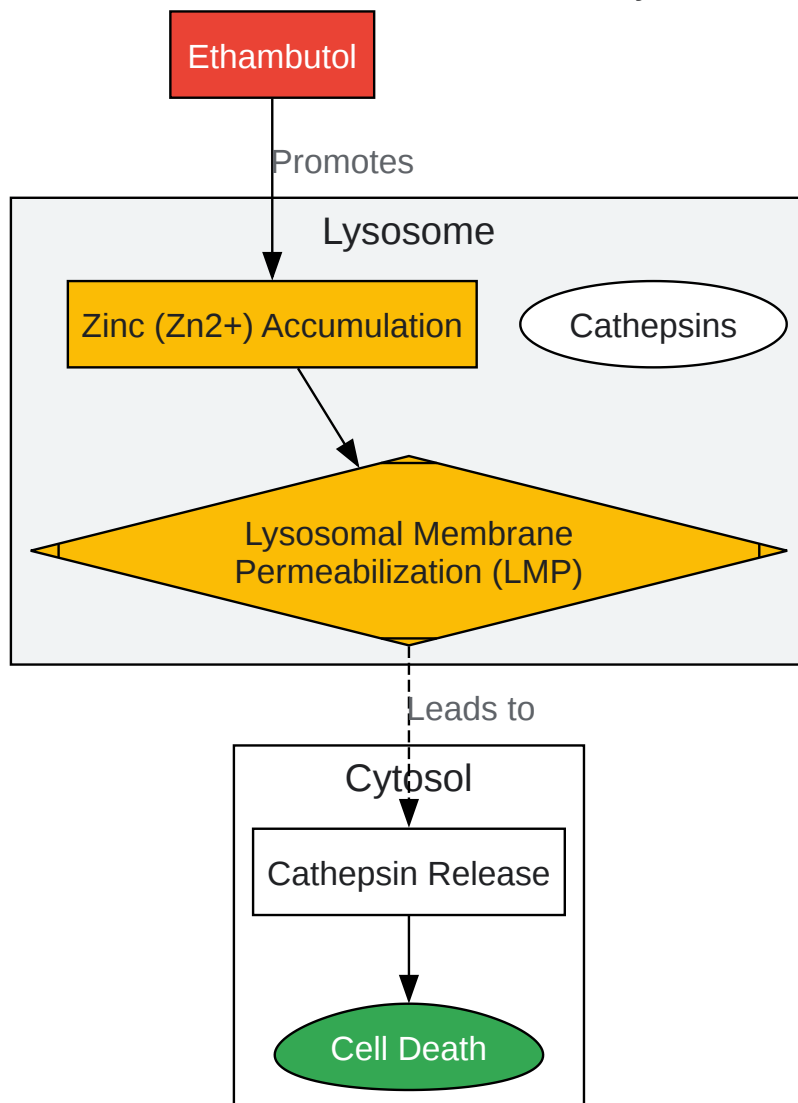 Ethambutol
Promotes
Lysosome
Zinc (Zn2+) Accumulation
Cathepsins
Lysosomal Membrane
Permeabilization (LMP)
Leads to
Cytosol
Cathepsin Release
Cell Death